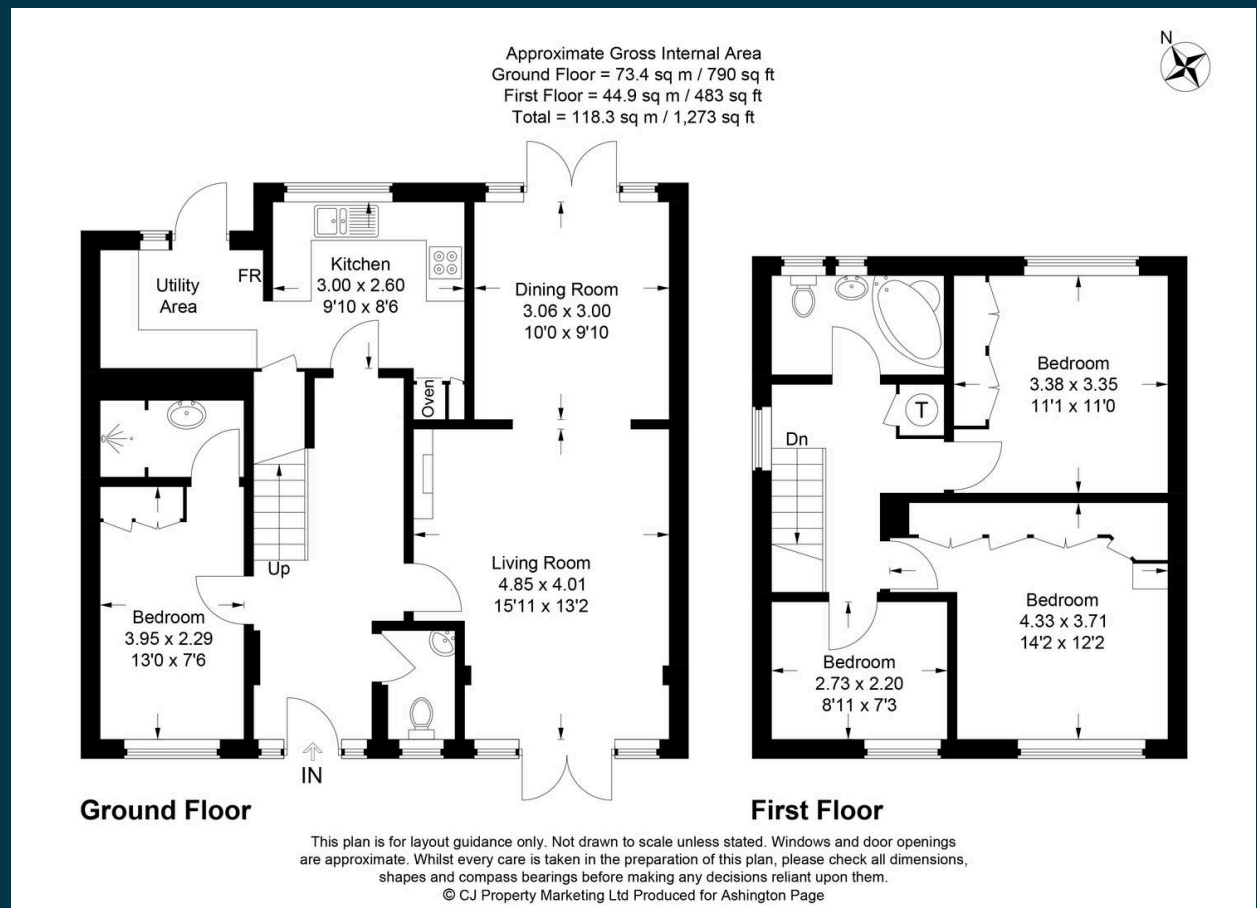 Approximate Gross Internal Area
Ground Floor = 73.4 sq m / 790 sq ft
First Floor = 44.9 sq m / 483 sq ft
Total = 118.3 sq m / 1,273 sq ft
N
Utility
Area
FR
Kitchen
3.00 x 2.60
9'10 x 8'6
Oven
Dining Room
3.06 x 3.00
10'0 x 9'10
Up
Living Room
4.85 x 4.01
15'11 x 13'2
Bedroom
3.95 x 2.29
13'0 x 7'6
IN
Ground Floor
Bedroom
3.38 x 3.35
11'1 x 11'0
T
Dn
Bedroom
4.33 x 3.71
14'2 x 12'2
Bedroom
2.73 x 2.20
8'11 x 7'3
First Floor
This plan is for layout guidance only. Not drawn to scale unless stated. Windows and door openings
are approximate. Whilst every care is taken in the preparation of this plan, please check all dimensions,
shapes and compass bearings before making any decisions reliant upon them.
© CJ Property Marketing Ltd Produced for Ashington Page